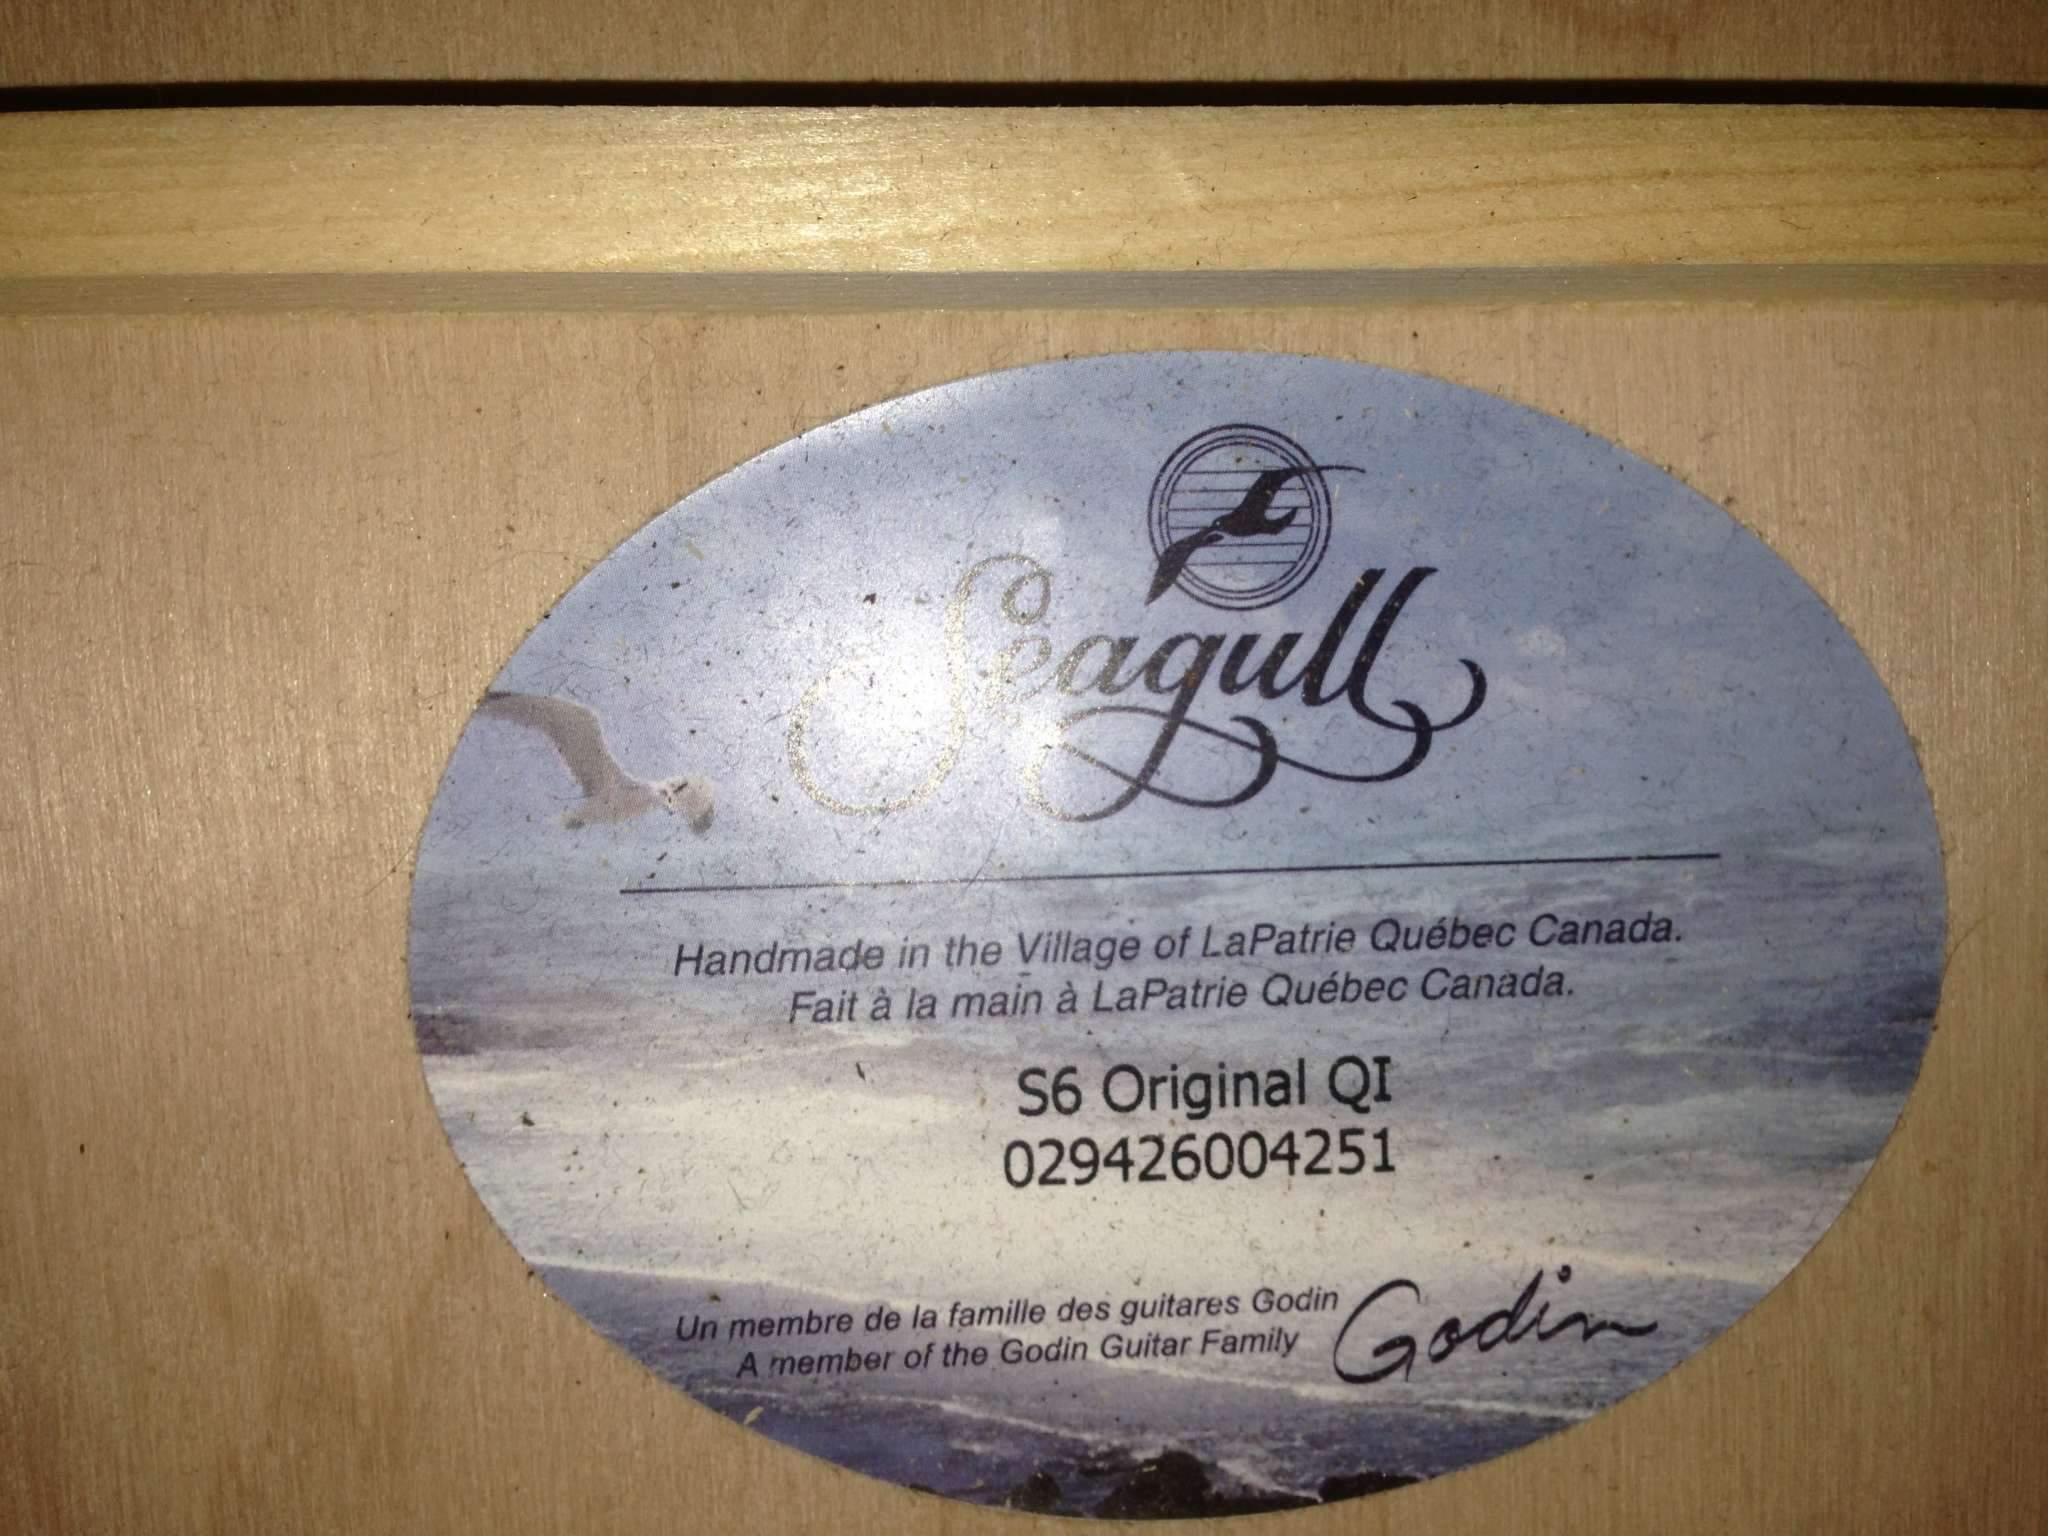 Seagull
Handmade in the Village of LaPatrie Québec Canada.
Fait à la main à LaPatrie Québec Canada.
S6 Original QI
029426004251
Un membre de la famille des guitares Godin
A member of the Godin Guitar Family
Godin